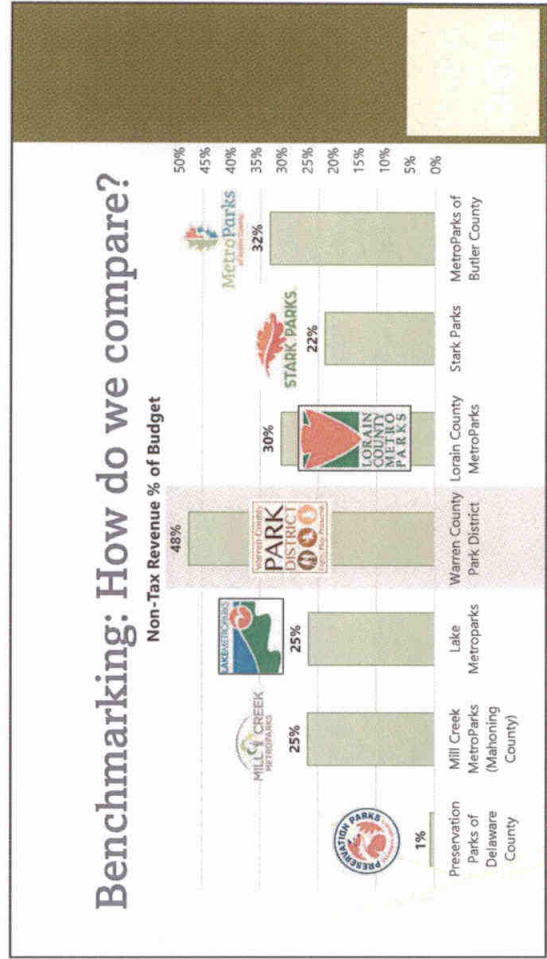 Benchmarking: How do we compare?
Non-Tax Revenue % of Budget
50%
45%
40%
35%
30%
25%
20%
15%
10%
5%
0%
1%
25%
25%
48%
30%
22%
32%
PRESERVATION PARKS
MILL CREEK
METROPARKS
LAKE METROPARKS
Warren County
PARK
DISTRICT
LORAIN
COUNTY
METRO
PARKS
STARK PARKS
MetroParks
Preservation
Parks of
Delaware
County
Mill Creek
MetroParks
(Mahoning
County)
Lake
Metroparks
Warren County
Park District
Lorain County
MetroParks
Stark Parks
MetroParks of
Butler County